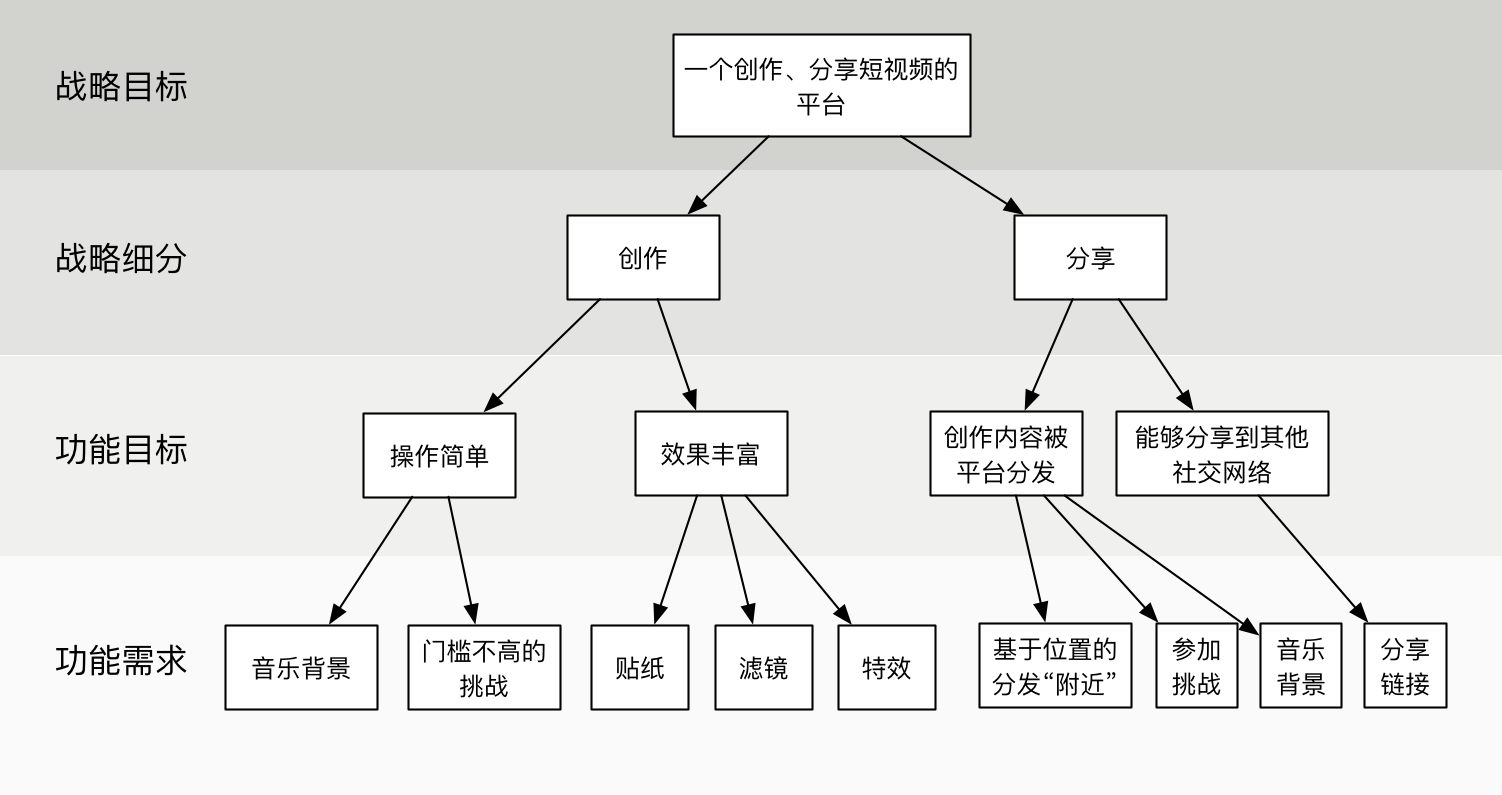 战略目标
一个创作、分享短视频的
平台
战略细分
创作
分享
功能目标
操作简单
效果丰富
创作内容被
平台分发
能够分享到其他
社交网络
功能需求
音乐背景
门槛不高的
挑战
贴纸
滤镜
特效
基于位置的
分发“附近”
参加
挑战
音乐
背景
分享
链接